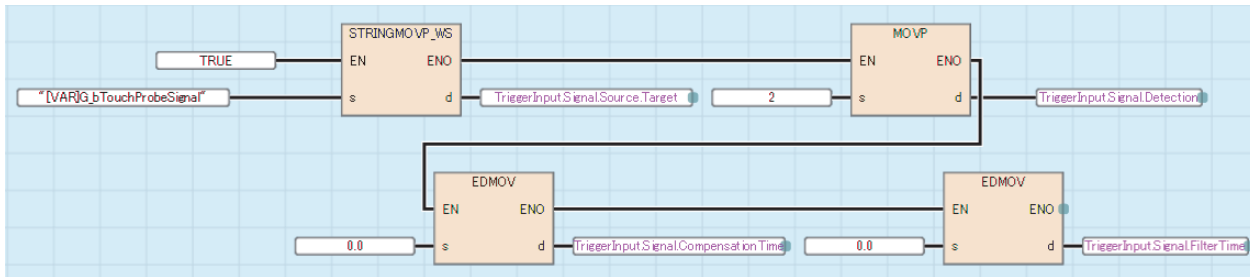 STRINGMOVP_WS
MOVP
TRUE
EN
ENO
EN
ENO
"[VAR]G_bTouchProbeSignal"
s
d
TriggerInput.Signal.Source.Target
2
s
d
TriggerInput.Signal.Detection
EDMOV
EDMOV
EN
ENO
EN
ENO
0.0
s
d
TriggerInput.Signal.CompensationTime
0.0
s
d
TriggerInput.Signal.FilterTime